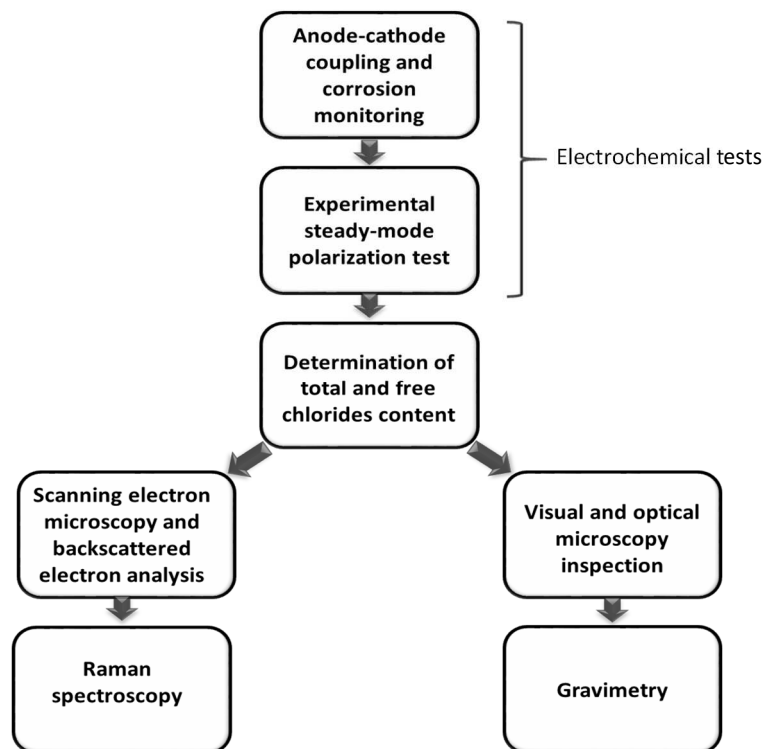 Anode-cathode
coupling and
corrosion
monitoring
Electrochemical tests
Experimental
steady-mode
polarization test
Determination of
total and free
chlorides content
Scanning electron
microscopy and
backscattered
electron analysis
Visual and optical
microscopy
inspection
Raman
spectroscopy
Gravimetry